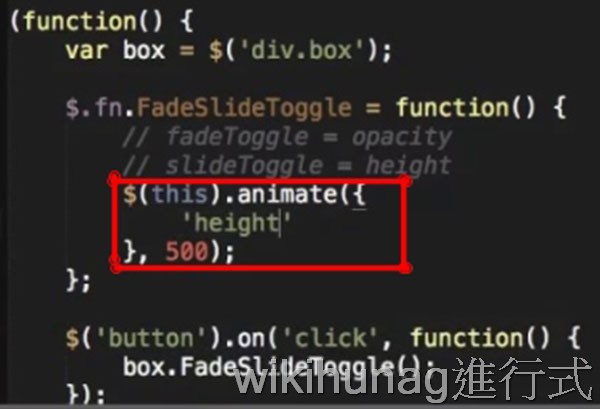 (function() {
    var box = $('div.box');

    $.fn.FadeSlideToggle = function() {
        // fadeToggle = opacity
        // slideToggle = height
        $(this).animate({
            'height'
        }, 500);
    };

    $('button').on('click', function() {
        box.FadeSlideToggle();
    });
wikihunag進行式